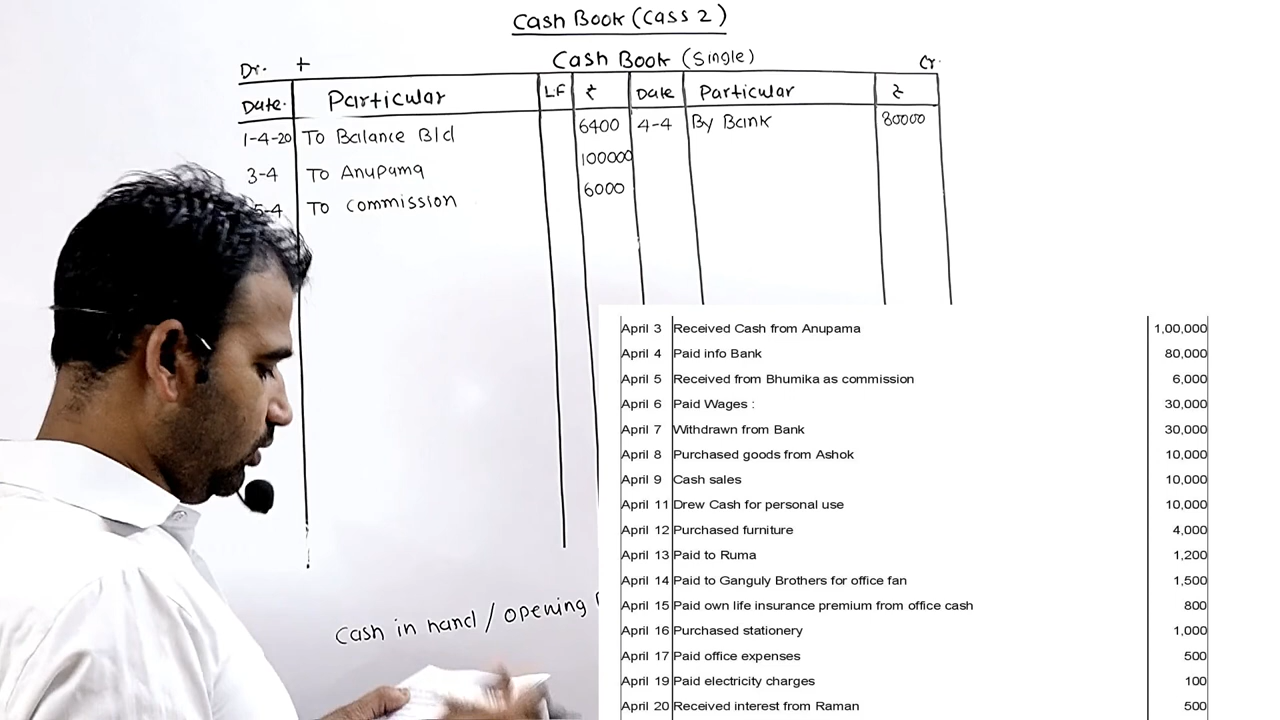 Cash Book (Cass 2)
Cash Book (Single)
Dr. + Cr.
Date. Particular L.F ₹ Date Particular ₹
1-4-20 To Balance B/d 6400 4-4 By Bank 80000
3-4 To Anupama 100000
5-4 To commission 6000
Cash in hand / opening
April 3 Received Cash from Anupama 1,00,000
April 4 Paid info Bank 80,000
April 5 Received from Bhumika as commission 6,000
April 6 Paid Wages : 30,000
April 7 Withdrawn from Bank 30,000
April 8 Purchased goods from Ashok 10,000
April 9 Cash sales 10,000
April 11 Drew Cash for personal use 10,000
April 12 Purchased furniture 4,000
April 13 Paid to Ruma 1,200
April 14 Paid to Ganguly Brothers for office fan 1,500
April 15 Paid own life insurance premium from office cash 800
April 16 Purchased stationery 1,000
April 17 Paid office expenses 500
April 19 Paid electricity charges 100
April 20 Received interest from Raman 500